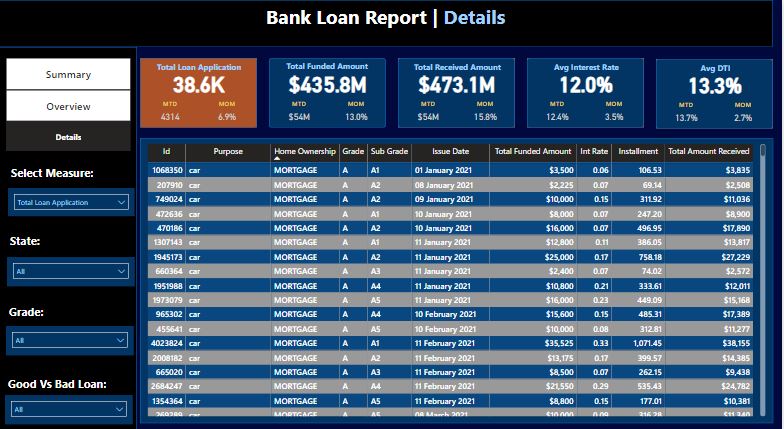 Bank Loan Report | Details
Summary
Overview
Details
Select Measure:
Total Loan Application
State:
All
Grade:
All
Good Vs Bad Loan:
All
Total Loan Application
38.6K
MTD MOM
4314 6.9%
Total Funded Amount
$435.8M
MTD MOM
$54M 13.0%
Total Received Amount
$473.1M
MTD MOM
$54M 15.8%
Avg Interest Rate
12.0%
MTD MOM
12.4% 3.5%
Avg DTI
13.3%
MTD MOM
13.7% 2.7%
Id Purpose Home Ownership Grade Sub Grade Issue Date Total Funded Amount Int Rate Installment Total Amount Received
1068350 car MORTGAGE A A1 01 January 2021 $3,500 0.06 106.53 $3,835
207910 car MORTGAGE A A2 08 January 2021 $2,225 0.07 69.14 $2,508
749024 car MORTGAGE A A2 09 January 2021 $10,000 0.15 311.92 $11,036
472636 car MORTGAGE A A1 10 January 2021 $8,000 0.07 247.20 $8,900
470186 car MORTGAGE A A2 10 January 2021 $16,000 0.07 496.95 $17,890
1307143 car MORTGAGE A A1 11 January 2021 $12,800 0.11 386.05 $13,817
1945173 car MORTGAGE A A2 11 January 2021 $25,000 0.17 758.18 $27,229
660364 car MORTGAGE A A3 11 January 2021 $2,400 0.07 74.02 $2,572
1951988 car MORTGAGE A A4 11 January 2021 $10,800 0.21 333.61 $12,011
1973079 car MORTGAGE A A5 11 January 2021 $16,000 0.23 449.09 $15,168
965302 car MORTGAGE A A4 10 February 2021 $15,600 0.15 485.31 $17,389
455641 car MORTGAGE A A5 10 February 2021 $10,000 0.08 312.81 $11,277
4023824 car MORTGAGE A A1 11 February 2021 $35,525 0.33 1,071.45 $38,155
2008182 car MORTGAGE A A2 11 February 2021 $13,175 0.17 399.57 $14,385
665020 car MORTGAGE A A3 11 February 2021 $8,500 0.07 262.15 $9,438
2684247 car MORTGAGE A A4 11 February 2021 $21,550 0.29 535.43 $24,782
1354364 car MORTGAGE A A5 11 February 2021 $8,800 0.15 177.01 $10,381
269289 car MORTGAGE A A5 08 March 2021 $10,000 0.09 316.28 $11,340